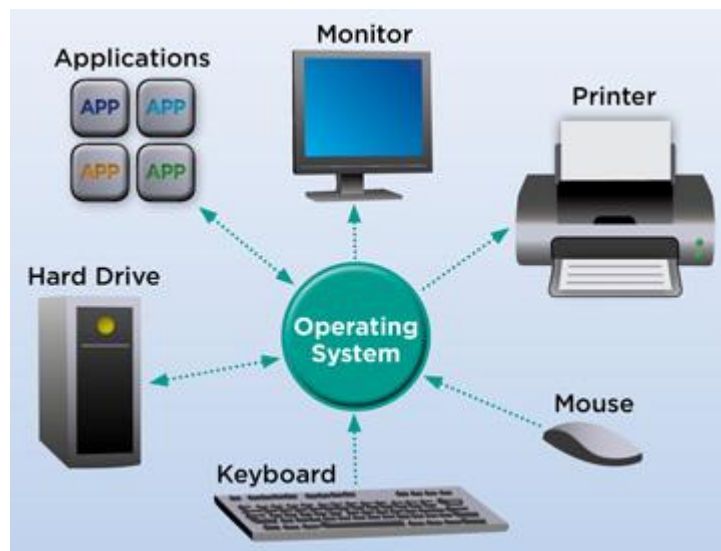 Monitor
Applications
APP APP
APP APP
Printer
Hard Drive
Operating
System
Mouse
Keyboard